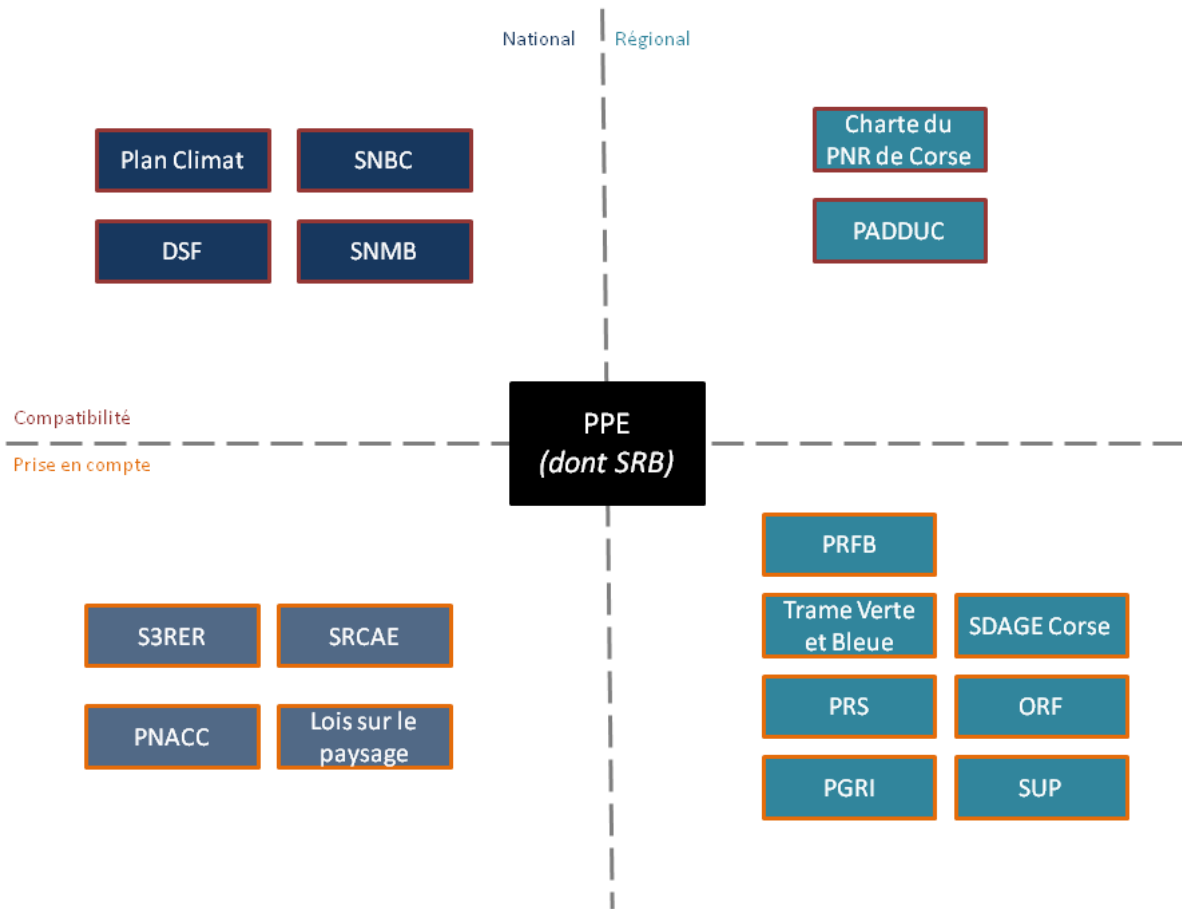 National
Régional
Plan Climat
SNBC
DSF
SNMB
Charte du
PNR de Corse
PADDUC
Compatibilité
Prise en compte
PPE
(dont SRB)
S3RER
SRCAE
PNACC
Lois sur le
paysage
PRFB
Trame Verte
et Bleue
SDAGE Corse
PRS
ORF
PGRI
SUP